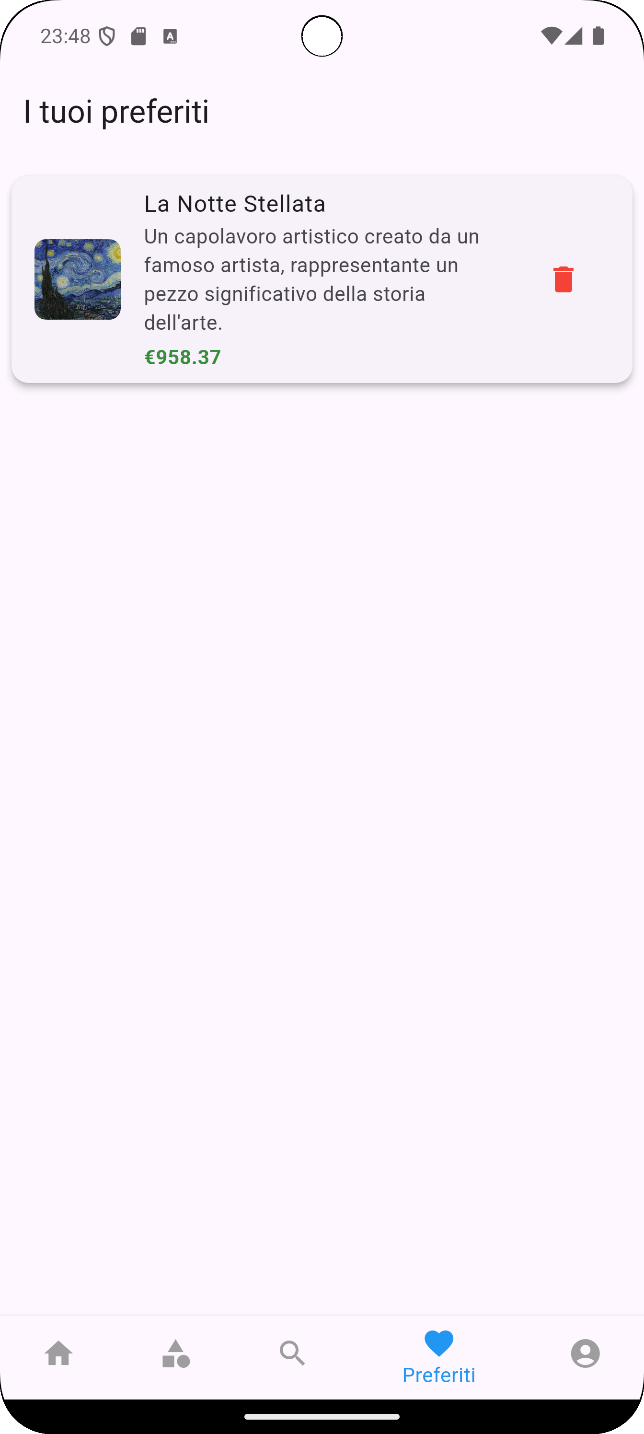 23:48
I tuoi preferiti
La Notte Stellata
Un capolavoro artistico creato da un
famoso artista, rappresentante un
pezzo significativo della storia
dell'arte.
€958.37
Preferiti